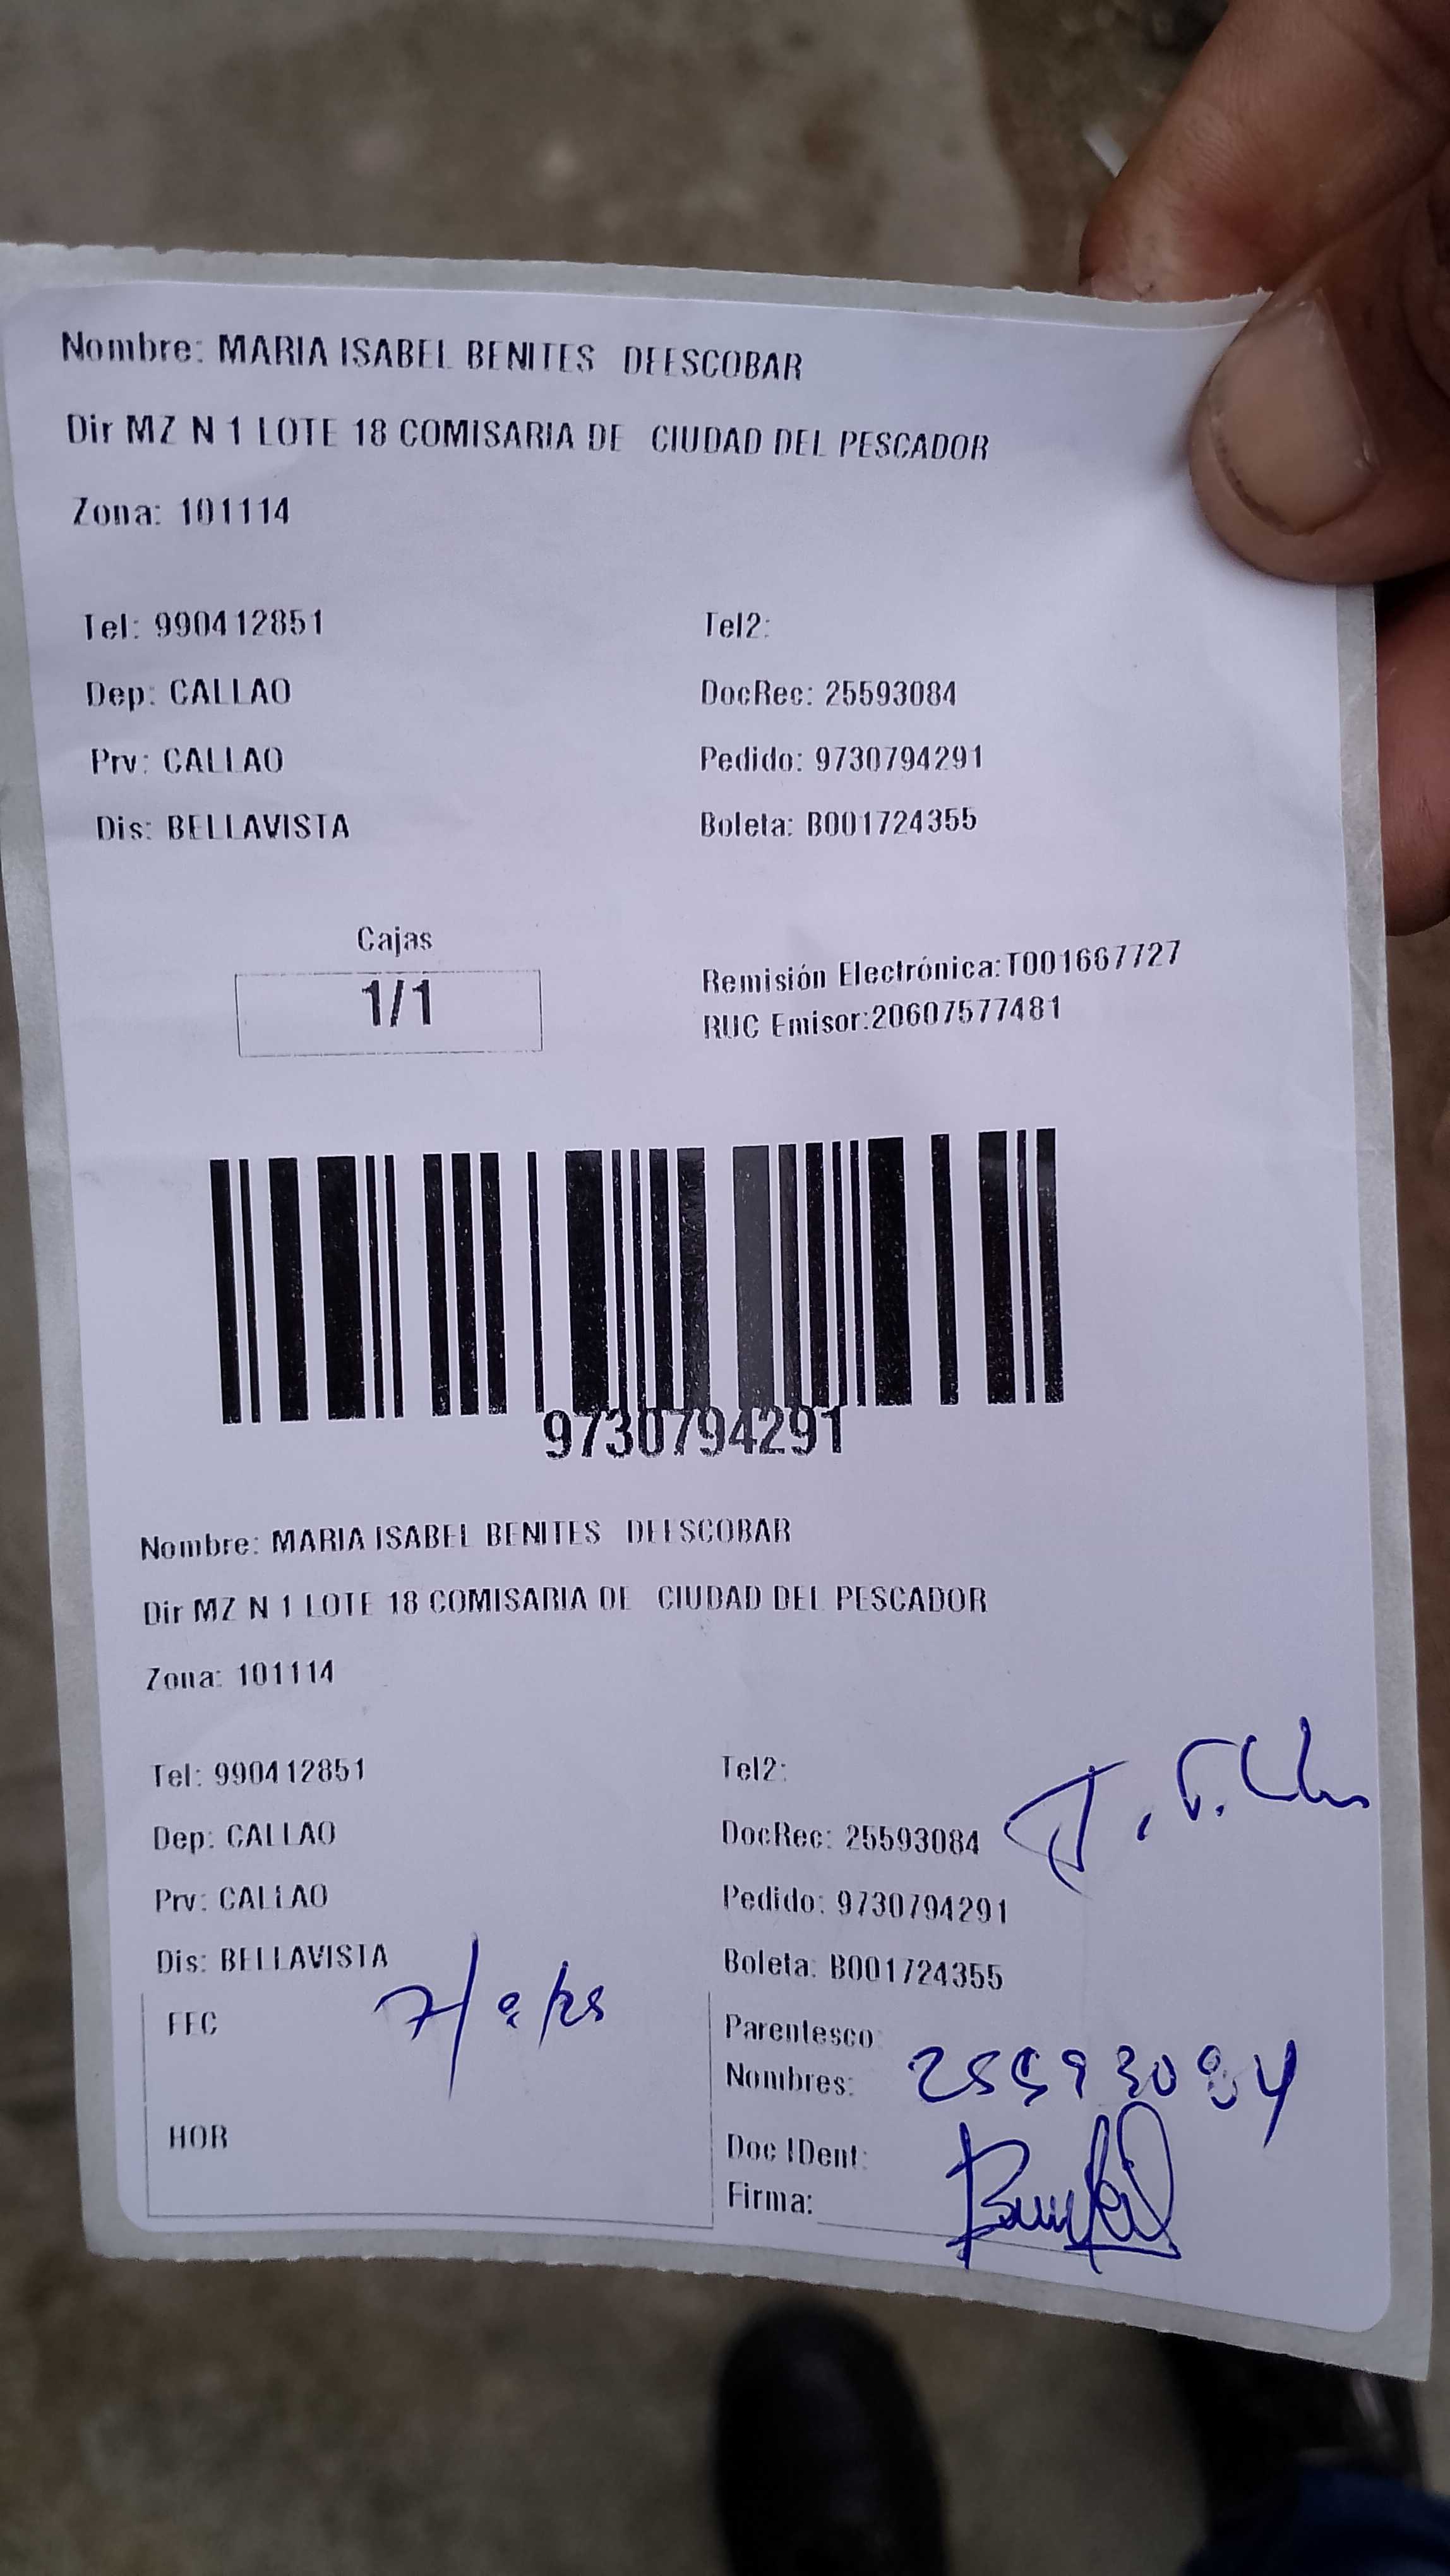 Nombre: MARIA ISABEL BENITES DEESCOBAR
Dir MZ N 1 LOTE 18 COMISARIA DE CIUDAD DEL PESCADOR
Zona: 101114
Tel: 990412851 Tel2:
Dep: CALLAO DocRec: 25593084
Prv: CALLAO Pedido: 9730794291
Dis: BELLAVISTA Boleta: B001724355
Cajas
1/1
Remisión Electrónica:T001667727
RUC Emisor:20607577481
9730794291
Nombre: MARIA ISABEL BENITES DEESCOBAR
Dir MZ N 1 LOTE 18 COMISARIA DE CIUDAD DEL PESCADOR
Zona: 101114
Tel: 990412851 Tel2:
Dep: CALLAO DocRec: 25593084
Prv: CALLAO Pedido: 9730794291
Dis: BELLAVISTA Boleta: B001724355
FEC
Parentesco
Nombres: 25593084
HOR
Doc IDent:
Firma: